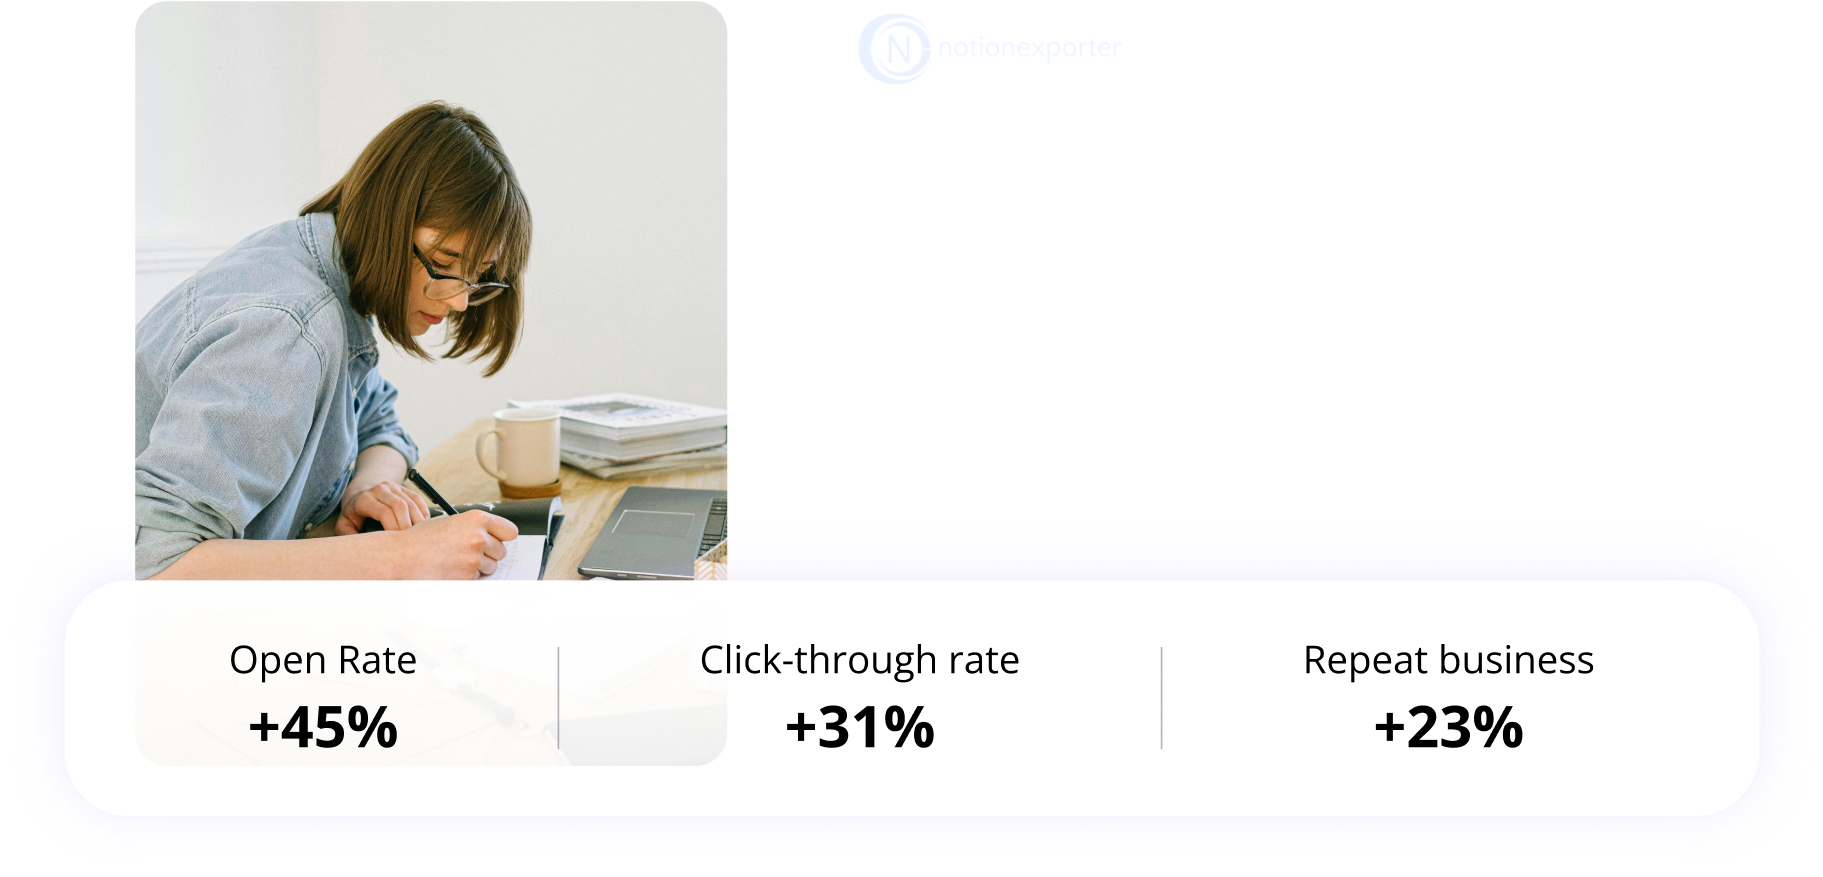 N notionexporter
Open Rate
+45%
Click-through rate
+31%
Repeat business
+23%